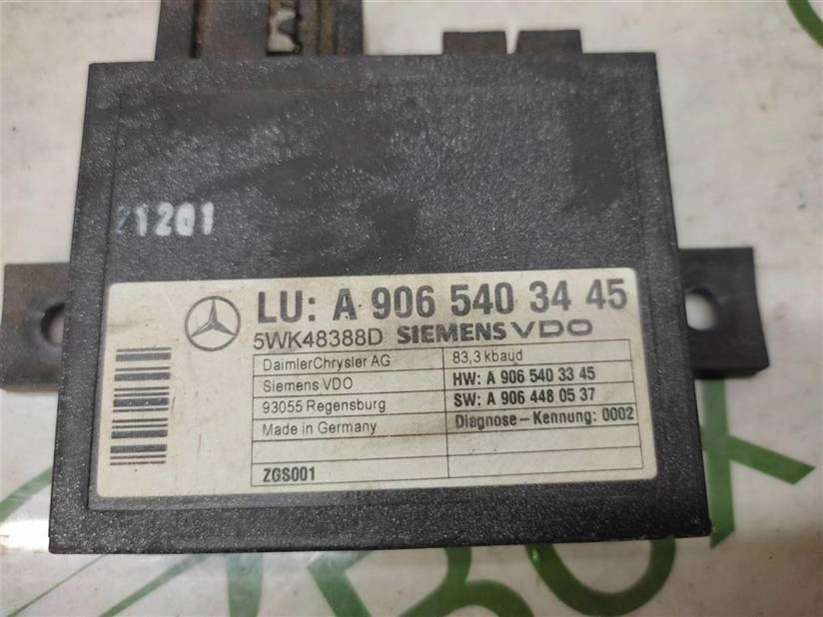 21201
LU: A 906 540 34 45
5WK48388D SIEMENS VDO
DaimlerChrysler AG
83,3 kbaud
Siemens VDO
HW: A 906 540 33 45
93055 Regensburg
SW: A 906 448 05 37
Made in Germany
Diagnose - Kennung: 0002
ZGS001